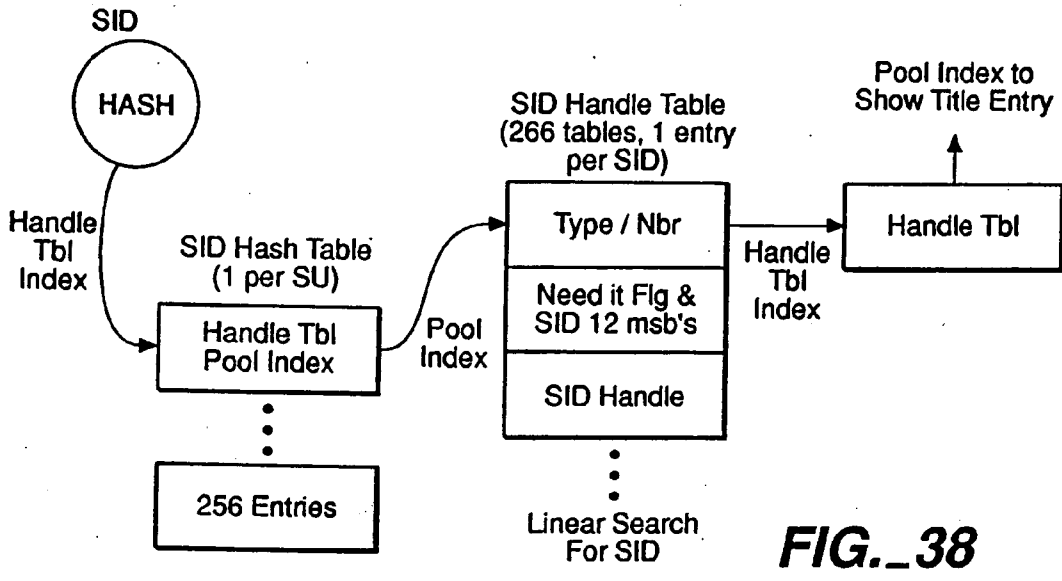 SID
HASH
Handle
Tbl
Index
SID Hash Table
(1 per SU)
Handle Tbl
Pool Index
256 Entries
Pool
Index
SID Handle Table
(266 tables, 1 entry
per SID)
Type / Nbr
Need it Flg &
SID 12 msb's
SID Handle
Linear Search
For SID
Handle
Tbl
Index
Pool Index to
Show Title Entry
Handle Tbl
FIG._38